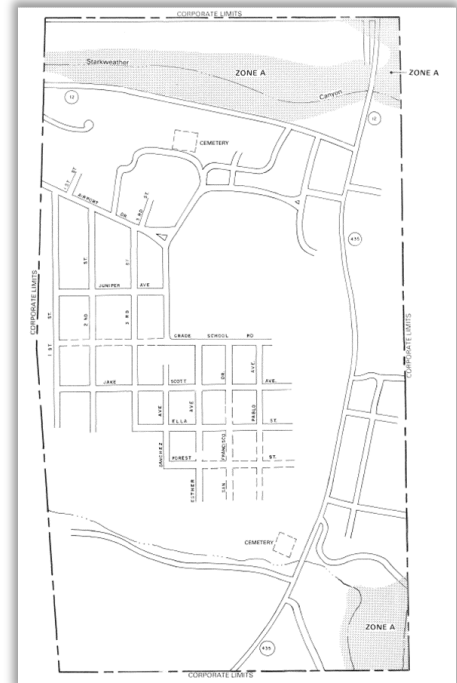 CORPORATE LIMITS
Starkweather
ZONE A
ZONE A
Canyon
12
12
CEMETERY
1 ST ST
AIRPORT DR
3 RD ST.
435
ST.
ST
JUNIPER AVE
CORPORATE LIMITS
1 ST ST.
2 ND
3 RD
GRADE SCHOOL RD
CORPORATE LIMITS
JAKE SCOTT AVE.
DR.
AVE.
SANCHEZ AVE
ESTHER AVE
SAN FRANCISCO
PABLO
ELLA ST.
FOREST ST.
CEMETERY
ZONE A
435
CORPORATE LIMITS